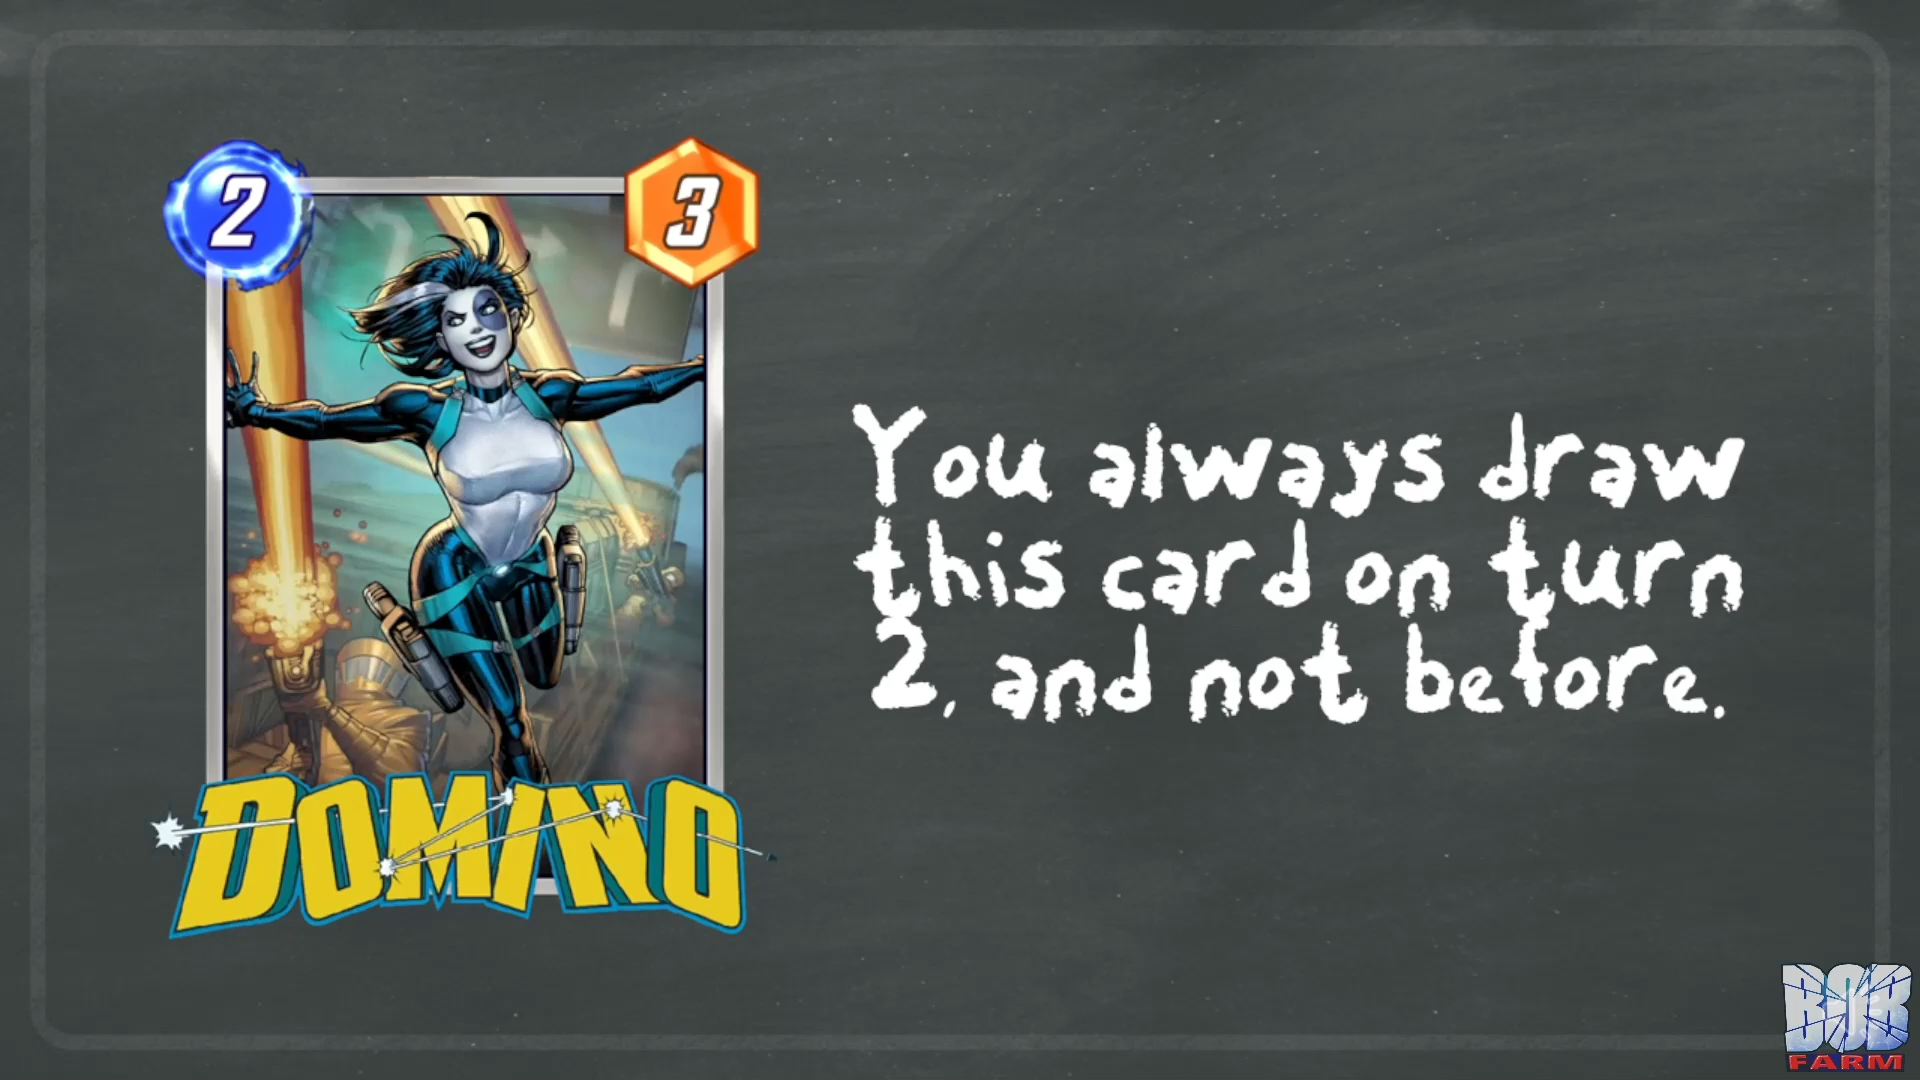 2
3
DOMINO
You always draw
this card on turn
2, and not before.
BOB
FARM